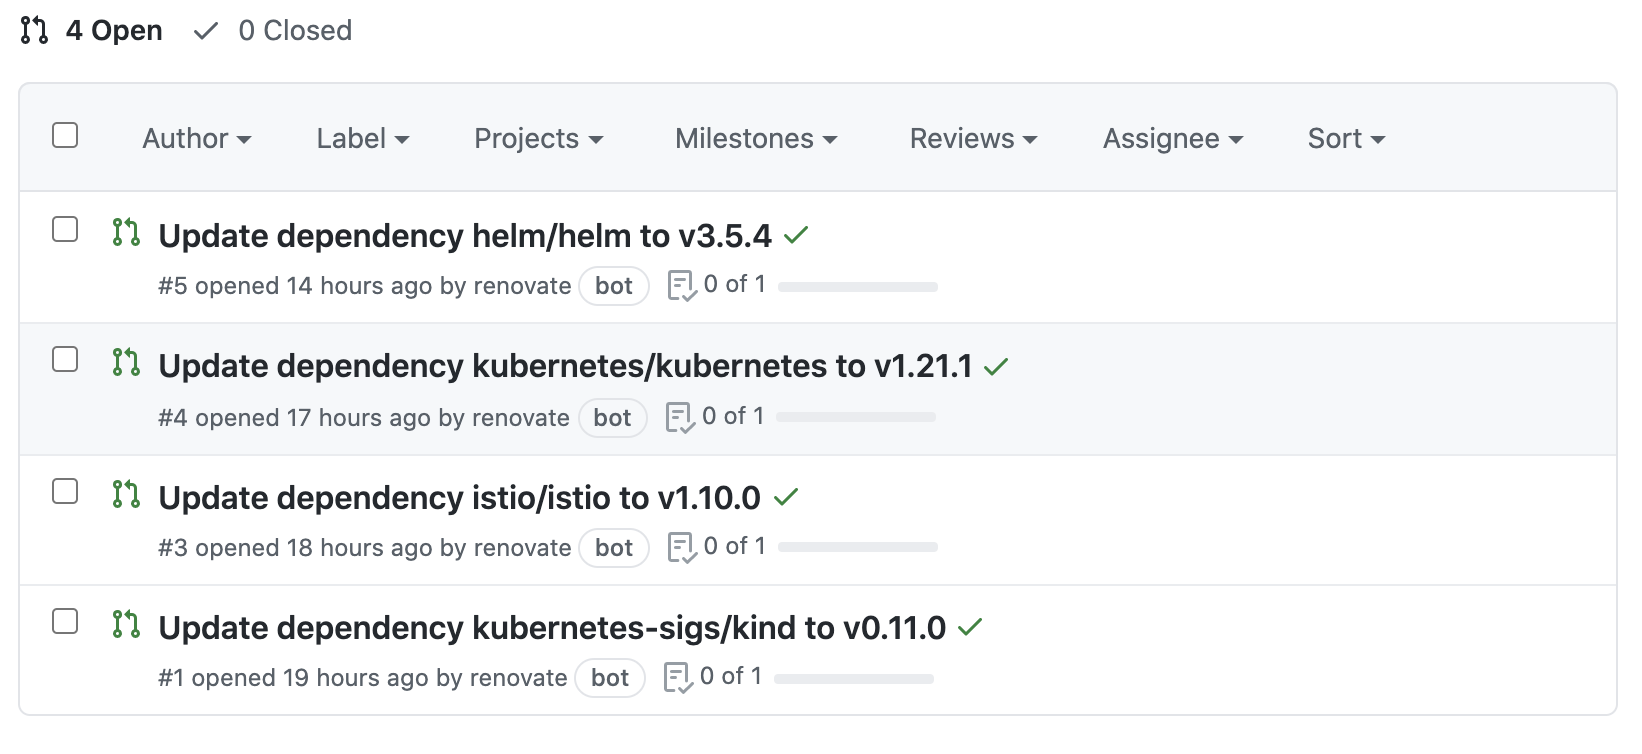 4 Open 0 Closed
Author Label Projects Milestones Reviews Assignee Sort
Update dependency helm/helm to v3.5.4
#5 opened 14 hours ago by renovate bot 0 of 1
Update dependency kubernetes/kubernetes to v1.21.1
#4 opened 17 hours ago by renovate bot 0 of 1
Update dependency istio/istio to v1.10.0
#3 opened 18 hours ago by renovate bot 0 of 1
Update dependency kubernetes-sigs/kind to v0.11.0
#1 opened 19 hours ago by renovate bot 0 of 1